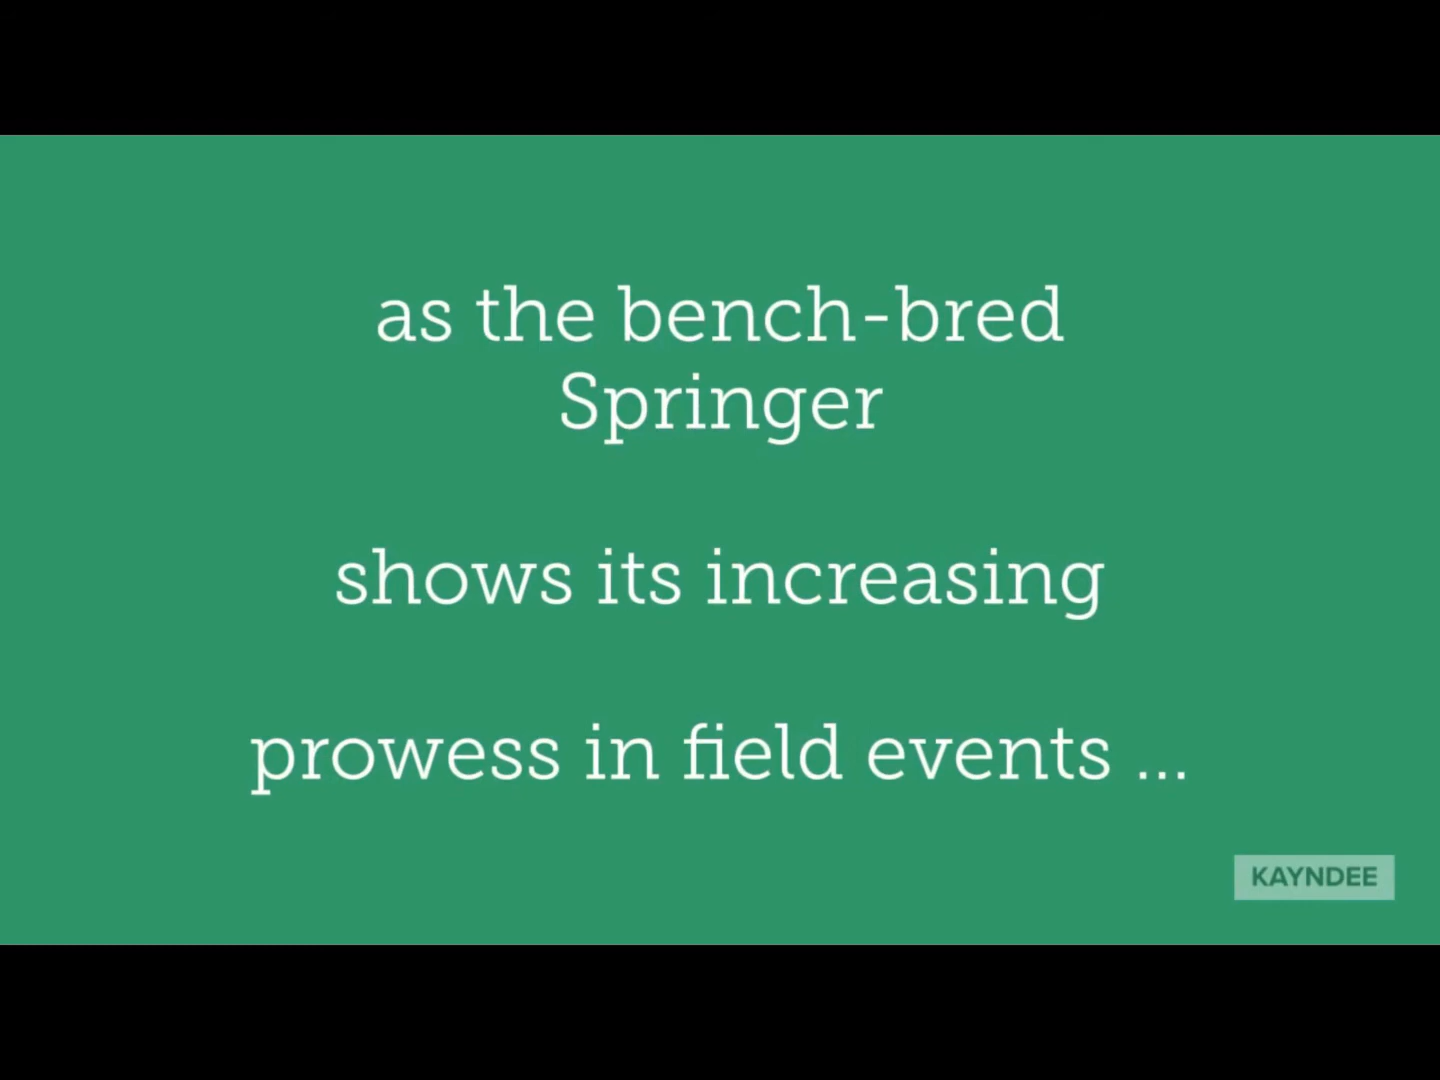 as the bench-bred
Springer
shows its increasing
prowess in field events ...
KAYNDEE